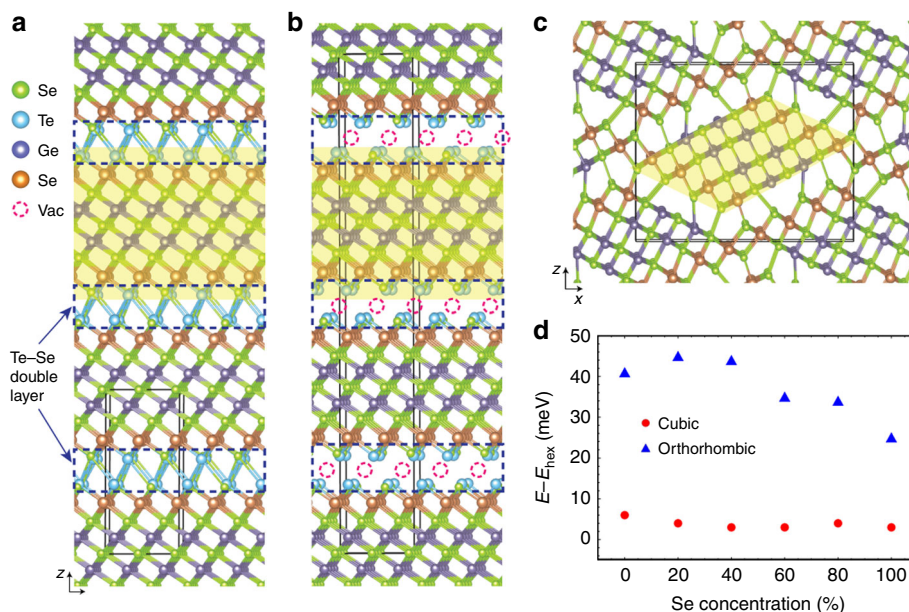 a
b
c
Se
Te
Ge
Se
Vac
Te–Se
double
layer
z
z
x
d
50
40
30
20
10
0
E–Ehex (meV)
Cubic
Orthorhombic
0 20 40 60 80 100
Se concentration (%)